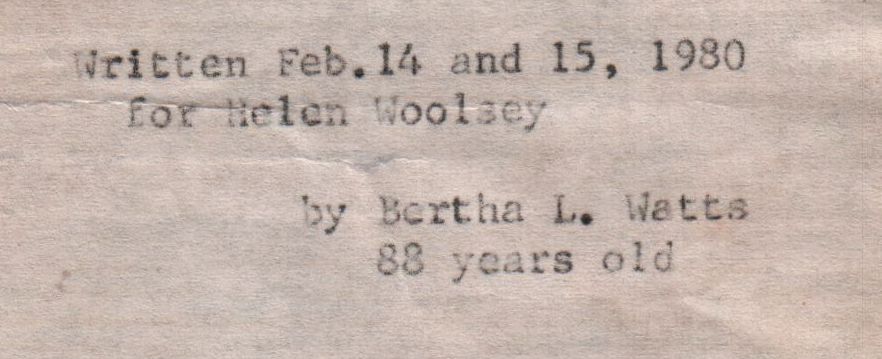 Written Feb.14 and 15, 1980
for Helen Woolsey
by Bertha L. Watts
88 years old